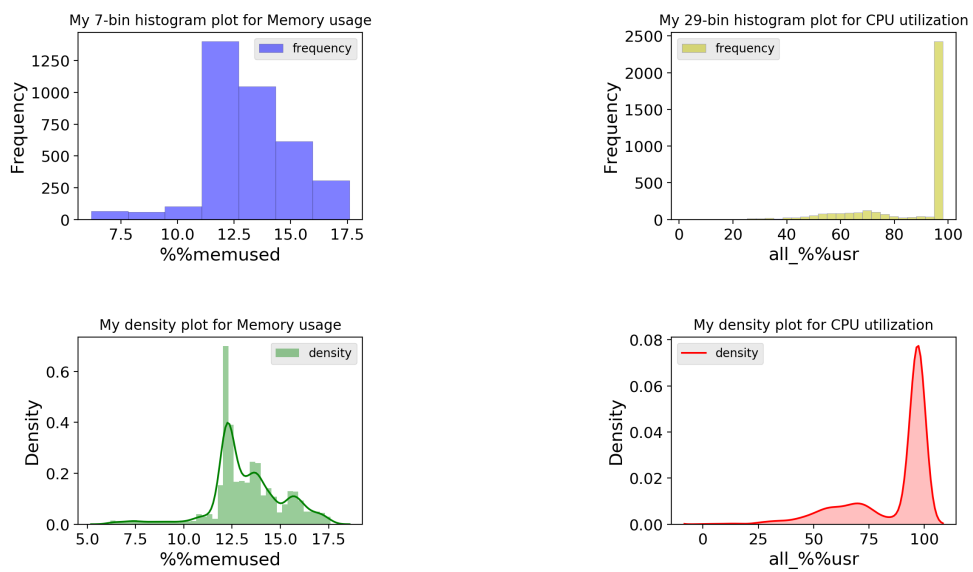 My 7-bin histogram plot for Memory usage
frequency
Frequency
1250
1000
750
500
250
0
7.5 10.0 12.5 15.0 17.5
%%memused
My 29-bin histogram plot for CPU utilization
frequency
Frequency
2500
2000
1500
1000
500
0
0 20 40 60 80 100
all_%%usr
My density plot for Memory usage
density
Density
0.6
0.4
0.2
0.0
5.0 7.5 10.0 12.5 15.0 17.5
%%memused
My density plot for CPU utilization
density
Density
0.08
0.06
0.04
0.02
0.00
0 25 50 75 100
all_%%usr